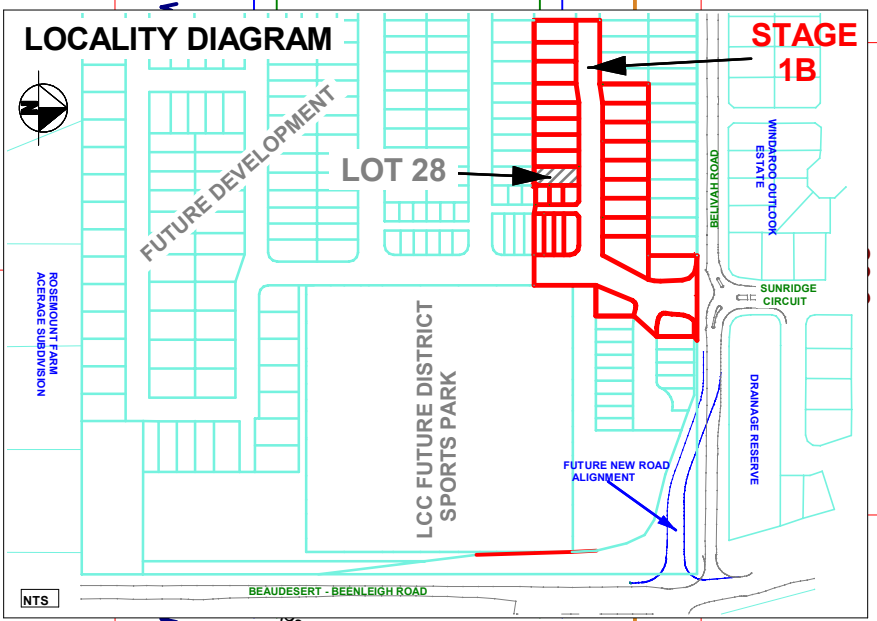 LOCALITY DIAGRAM
STAGE
1B
N
FUTURE DEVELOPMENT
LOT 28
BELIVAH ROAD
WINDAROO OUTLOOK
ESTATE
SUNRIDGE
CIRCUIT
ROSEMOUNT FARM
ACERAGE SUBDIVISION
LCC FUTURE DISTRICT
SPORTS PARK
DRAINAGE RESERVE
FUTURE NEW ROAD
ALIGNMENT
BEAUDESERT - BEENLEIGH ROAD
NTS